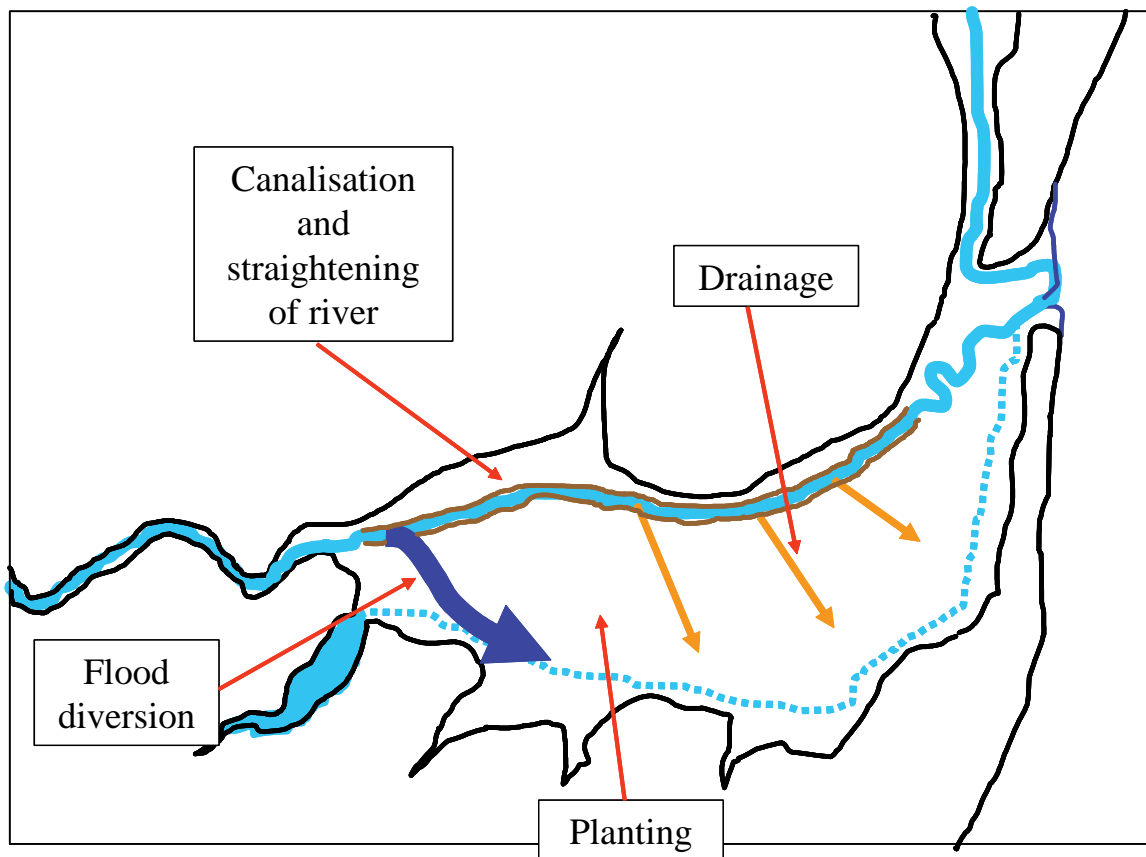 Canalisation
and
straightening
of river
Drainage
Flood
diversion
Planting